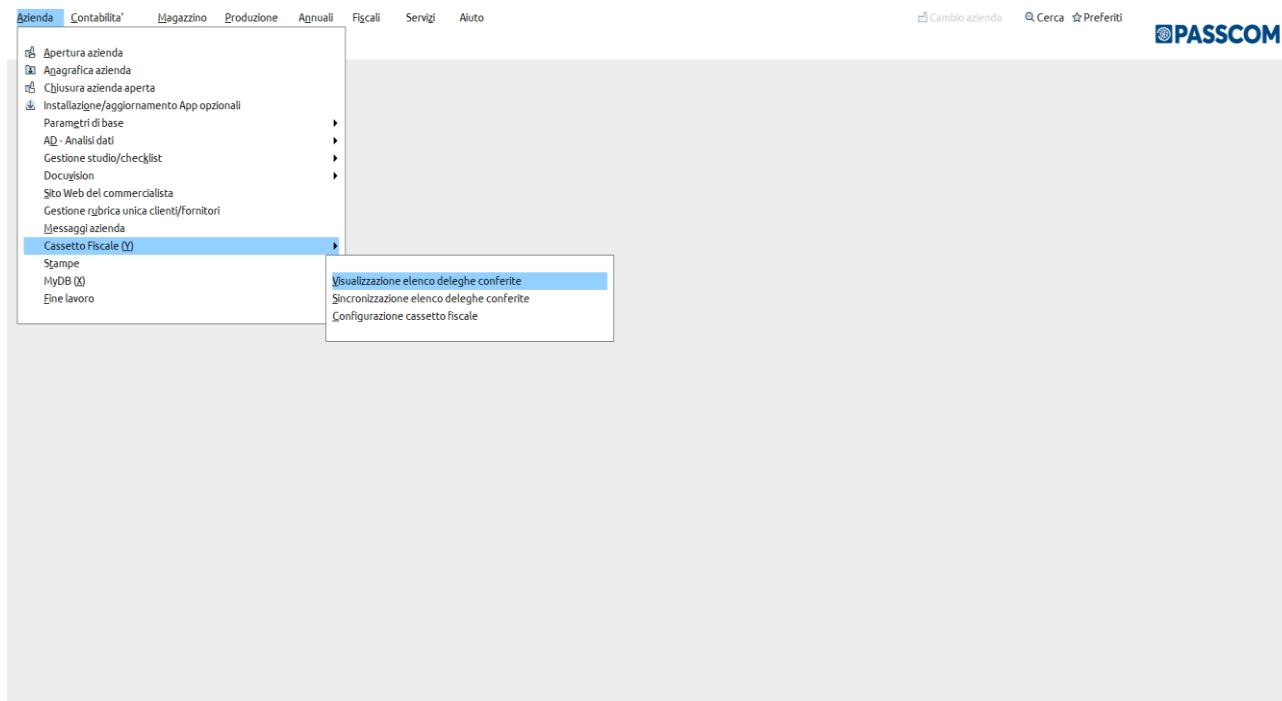 Azienda Contabilita' Magazzino Produzione Annuali Fiscali Servizi Aiuto Cambio azienda Cerca Preferiti
PASSCOM
Apertura azienda
Anagrafica azienda
Chiusura azienda aperta
Installazione/aggiornamento App opzionali
Parametri di base
AD - Analisi dati
Gestione studio/checklist
Docuvision
Sito Web del commercialista
Gestione rubrica unica clienti/fornitori
Messaggi azienda
Cassetto Fiscale (Y)
Stampe
MyDB (X)
Fine lavoro
Visualizzazione elenco deleghe conferite
Sincronizzazione elenco deleghe conferite
Configurazione cassetto fiscale